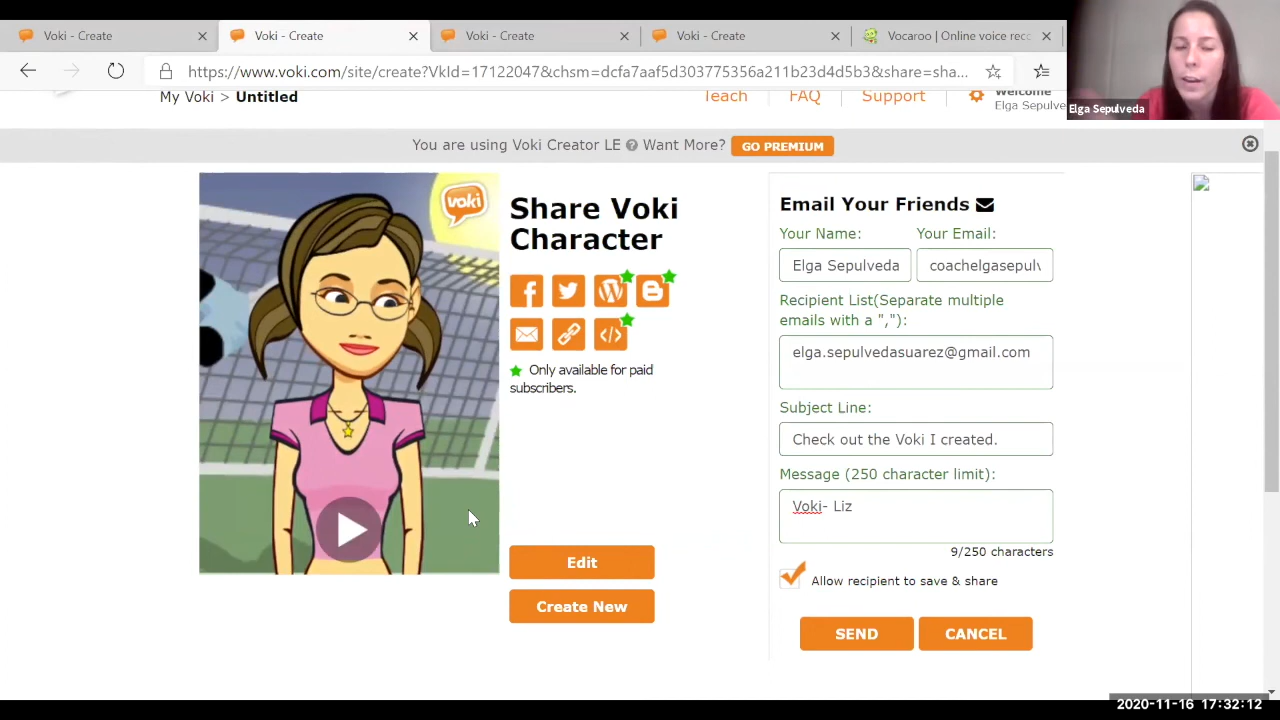 Voki - Create
Voki - Create
Voki - Create
Voki - Create
Vocaroo | Online voice rec
https://www.voki.com/site/create?VkId=17122047&chsm=dcfa7aaf5d303775356a211b23d4d5b3&share=sha...
Elga Sepulveda
My Voki > Untitled
Teach
FAQ
Support
Welcome
Elga Sepulve
You are using Voki Creator LE ? Want More? GO PREMIUM
voki
Share Voki
Character
Only available for paid
subscribers.
Edit
Create New
Email Your Friends
Your Name: Your Email:
Elga Sepulveda coachelgasepulv
Recipient List(Separate multiple
emails with a ","):
elga.sepulvedasuarez@gmail.com
Subject Line:
Check out the Voki I created.
Message (250 character limit):
Voki- Liz
9/250 characters
Allow recipient to save & share
SEND CANCEL
2020-11-16 17:32:12